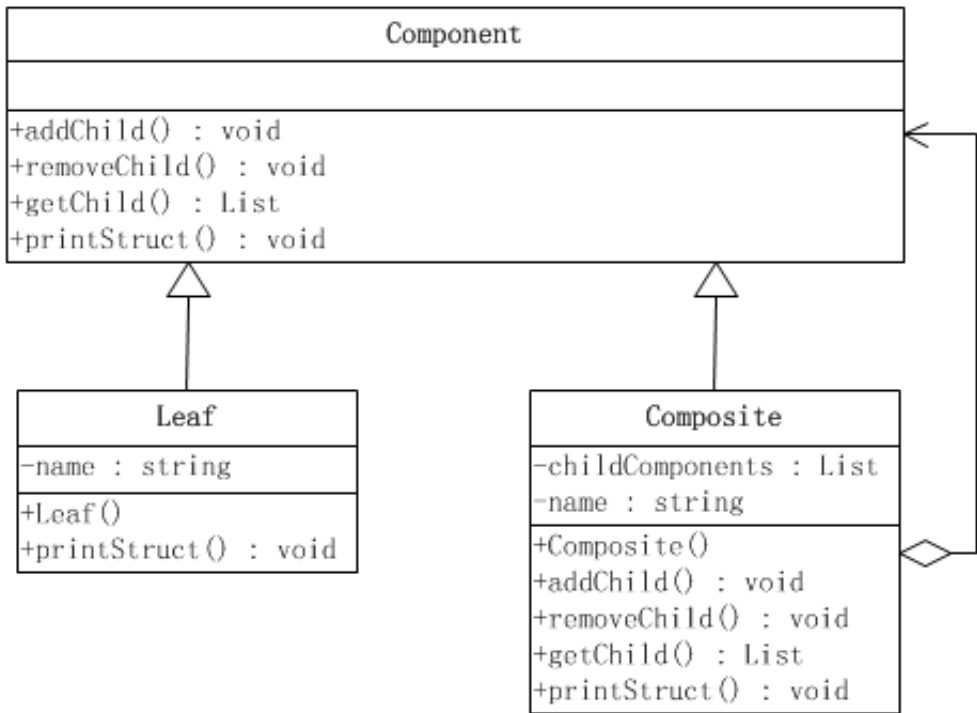 Component
+addChild() : void
+removeChild() : void
+getChild() : List
+printStruct() : void
Leaf
-name : string
+Leaf()
+printStruct() : void
Composite
-childComponents : List
-name : string
+Composite()
+addChild() : void
+removeChild() : void
+getChild() : List
+printStruct() : void